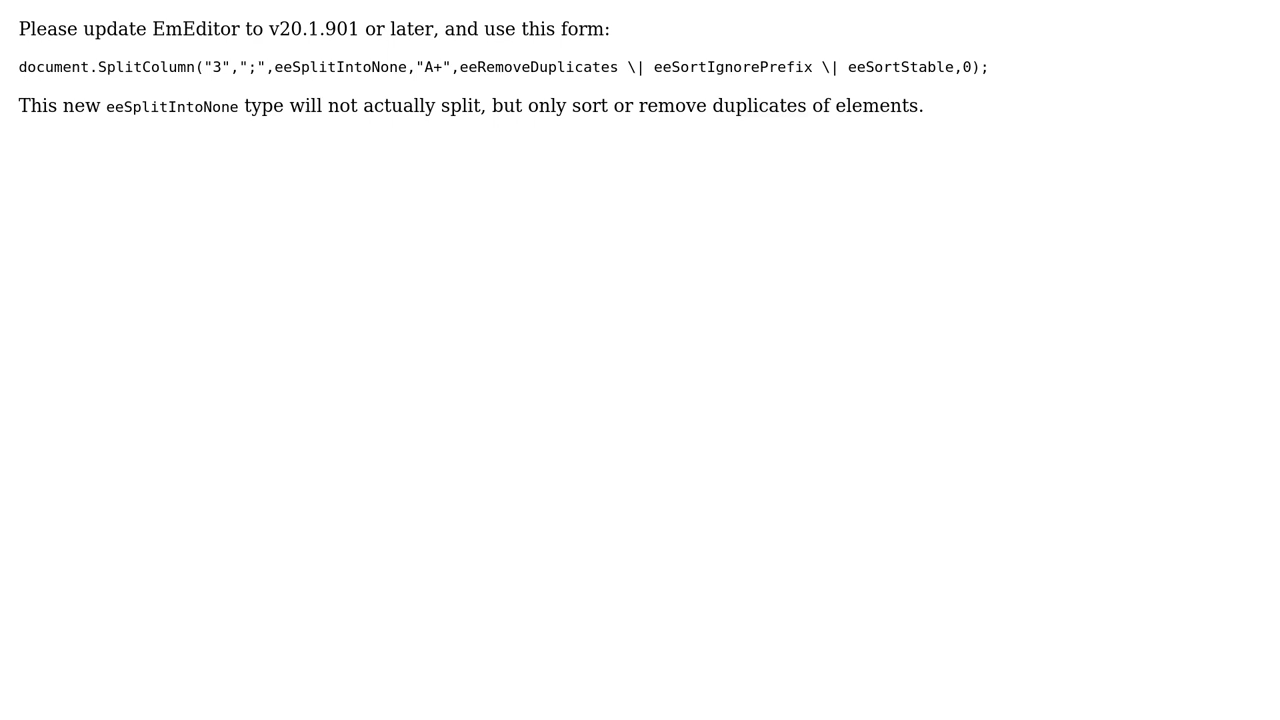 Please update EmEditor to v20.1.901 or later, and use this form:
document.SplitColumn("3",";",eeSplitIntoNone,"A+",eeRemoveDuplicates \| eeSortIgnorePrefix \| eeSortStable,0);
This new eeSplitIntoNone type will not actually split, but only sort or remove duplicates of elements.